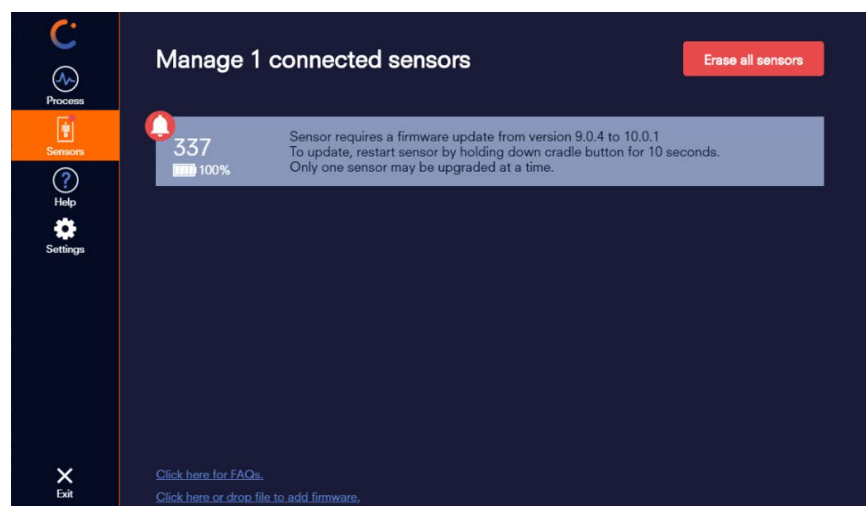 Manage 1 connected sensors
Erase all sensors
Process
Sensors
Help
Settings
337
100%
Sensor requires a firmware update from version 9.0.4 to 10.0.1
To update, restart sensor by holding down cradle button for 10 seconds.
Only one sensor may be upgraded at a time.
Click here for FAQs.
Click here or drop file to add firmware.
Exit